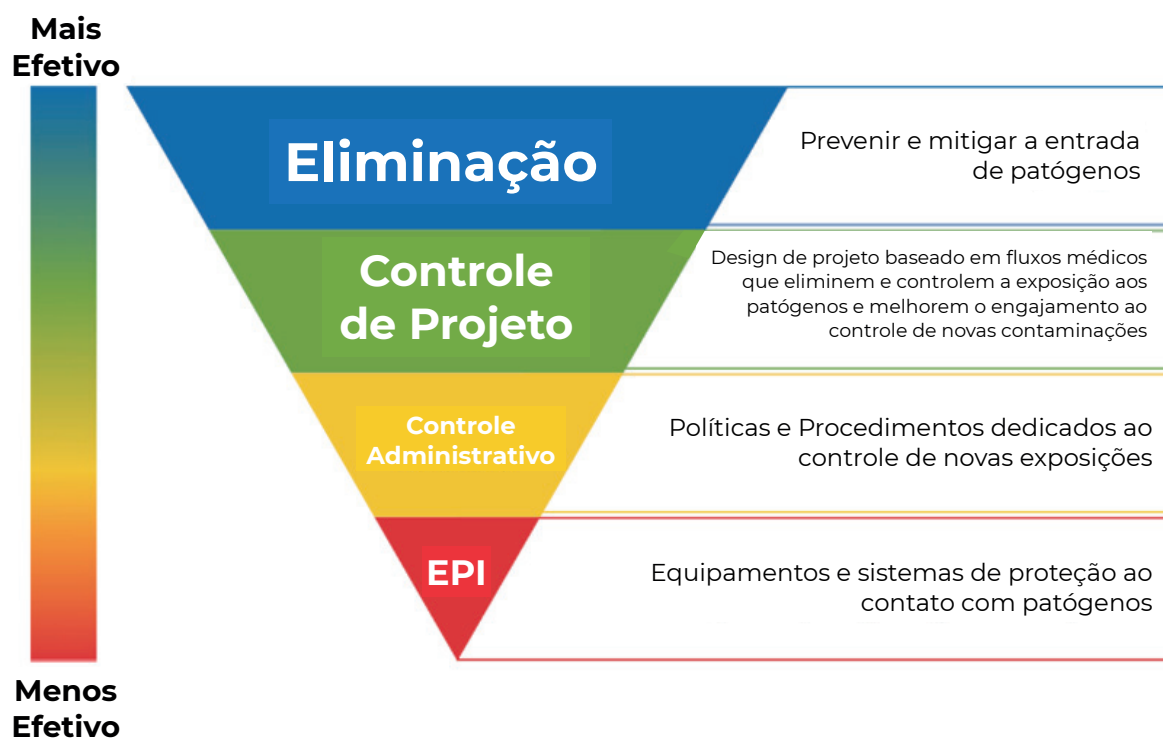 Mais
Efetivo
Eliminação
Prevenir e mitigar a entrada
de patógenos
Controle
de Projeto
Design de projeto baseado em fluxos médicos
que eliminem e controlem a exposição aos
patógenos e melhorem o engajamento ao
controle de novas contaminações
Controle
Administrativo
Políticas e Procedimentos dedicados ao
controle de novas exposições
EPI
Equipamentos e sistemas de proteção ao
contato com patógenos
Menos
Efetivo